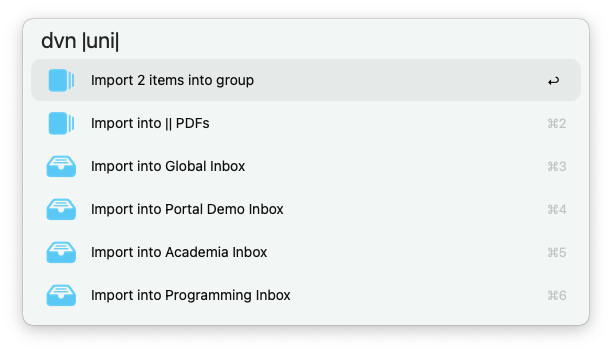 dvn |uni|
Import 2 items into group ↩
Import into || PDFs ⌘2
Import into Global Inbox ⌘3
Import into Portal Demo Inbox ⌘4
Import into Academia Inbox ⌘5
Import into Programming Inbox ⌘6